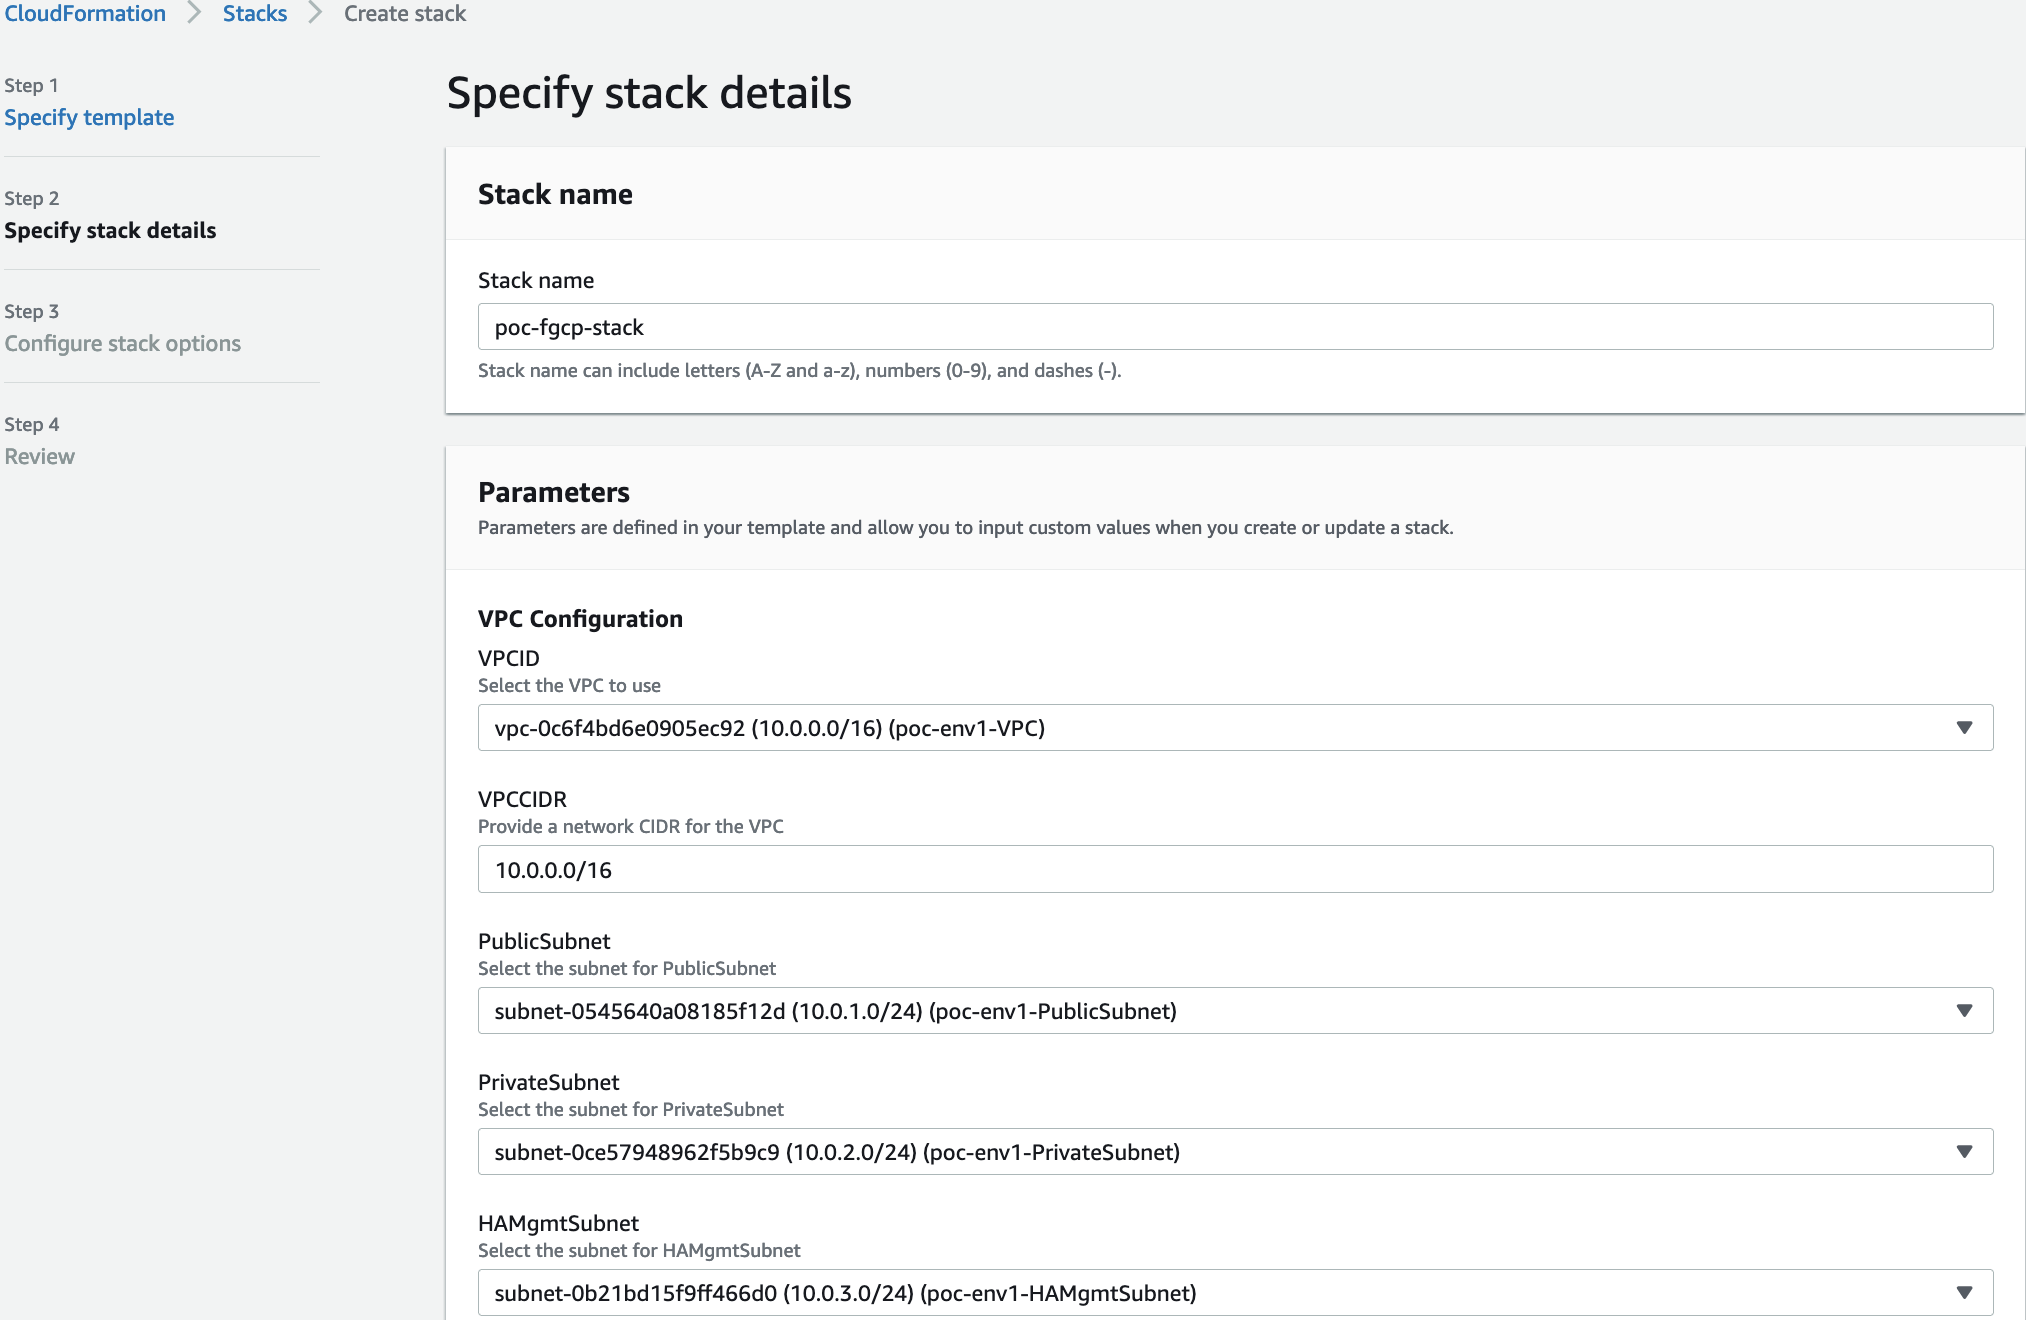 CloudFormation > Stacks > Create stack
Step 1
Specify template
Step 2
Specify stack details
Step 3
Configure stack options
Step 4
Review
Specify stack details
Stack name
Stack name
poc-fgcp-stack
Stack name can include letters (A-Z and a-z), numbers (0-9), and dashes (-).
Parameters
Parameters are defined in your template and allow you to input custom values when you create or update a stack.
VPC Configuration
VPCID
Select the VPC to use
vpc-0c6f4bd6e0905ec92 (10.0.0.0/16) (poc-env1-VPC)
VPCCIDR
Provide a network CIDR for the VPC
10.0.0.0/16
PublicSubnet
Select the subnet for PublicSubnet
subnet-0545640a08185f12d (10.0.1.0/24) (poc-env1-PublicSubnet)
PrivateSubnet
Select the subnet for PrivateSubnet
subnet-0ce57948962f5b9c9 (10.0.2.0/24) (poc-env1-PrivateSubnet)
HAMgmtSubnet
Select the subnet for HAMgmtSubnet
subnet-0b21bd15f9ff466d0 (10.0.3.0/24) (poc-env1-HAMgmtSubnet)